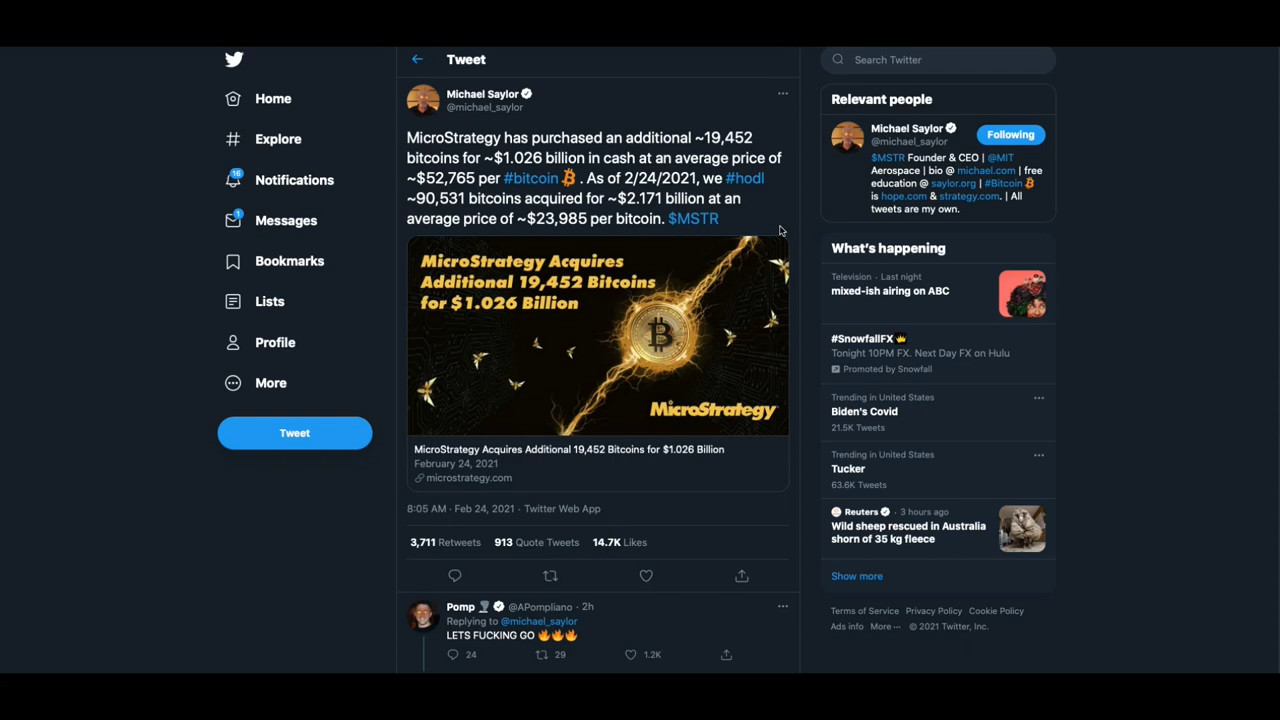 Home
Explore
16
Notifications
1
Messages
Bookmarks
Lists
Profile
More
Tweet
Tweet
Michael Saylor
@michael_saylor
MicroStrategy has purchased an additional ~19,452
bitcoins for ~$1.026 billion in cash at an average price of
~$52,765 per #bitcoin . As of 2/24/2021, we #hodl
~90,531 bitcoins acquired for ~$2.171 billion at an
average price of ~$23,985 per bitcoin. $MSTR
MicroStrategy Acquires
Additional 19,452 Bitcoins
for $1.026 Billion
MicroStrategy
MicroStrategy Acquires Additional 19,452 Bitcoins for $1.026 Billion
February 24, 2021
microstrategy.com
8:05 AM · Feb 24, 2021 · Twitter Web App
3,711 Retweets 913 Quote Tweets 14.7K Likes
Pomp @APompliano · 2h
Replying to @michael_saylor
LETS FUCKING GO 🔥🔥🔥
24 29 1.2K
Search Twitter
Relevant people
Michael Saylor
@michael_saylor
Following
$MSTR Founder & CEO | @MIT
Aerospace | bio @ michael.com | free
education @ saylor.org | #Bitcoin
is hope.com & strategy.com. | All
tweets are my own.
What's happening
Television · Last night
mixed-ish airing on ABC
#SnowfallFX
Tonight 10PM FX. Next Day FX on Hulu
Promoted by Snowfall
Trending in United States
Biden's Covid
21.5K Tweets
Trending in United States
Tucker
63.6K Tweets
Reuters · 3 hours ago
Wild sheep rescued in Australia
shorn of 35 kg fleece
Show more
Terms of Service Privacy Policy Cookie Policy
Ads info More ··· © 2021 Twitter, Inc.